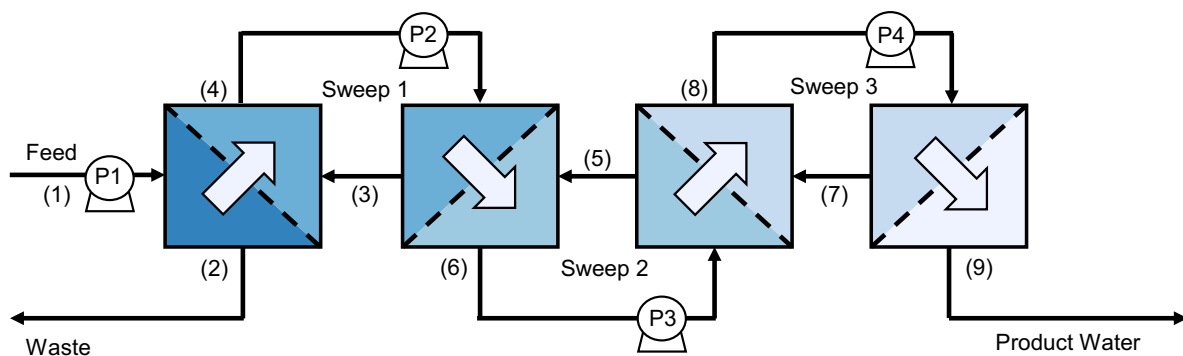 P2
P4
(4)
Sweep 1
(8)
Sweep 3
Feed
(5)
(1)
P1
(3)
(7)
(2)
(6)
Sweep 2
(9)
P3
Waste
Product Water